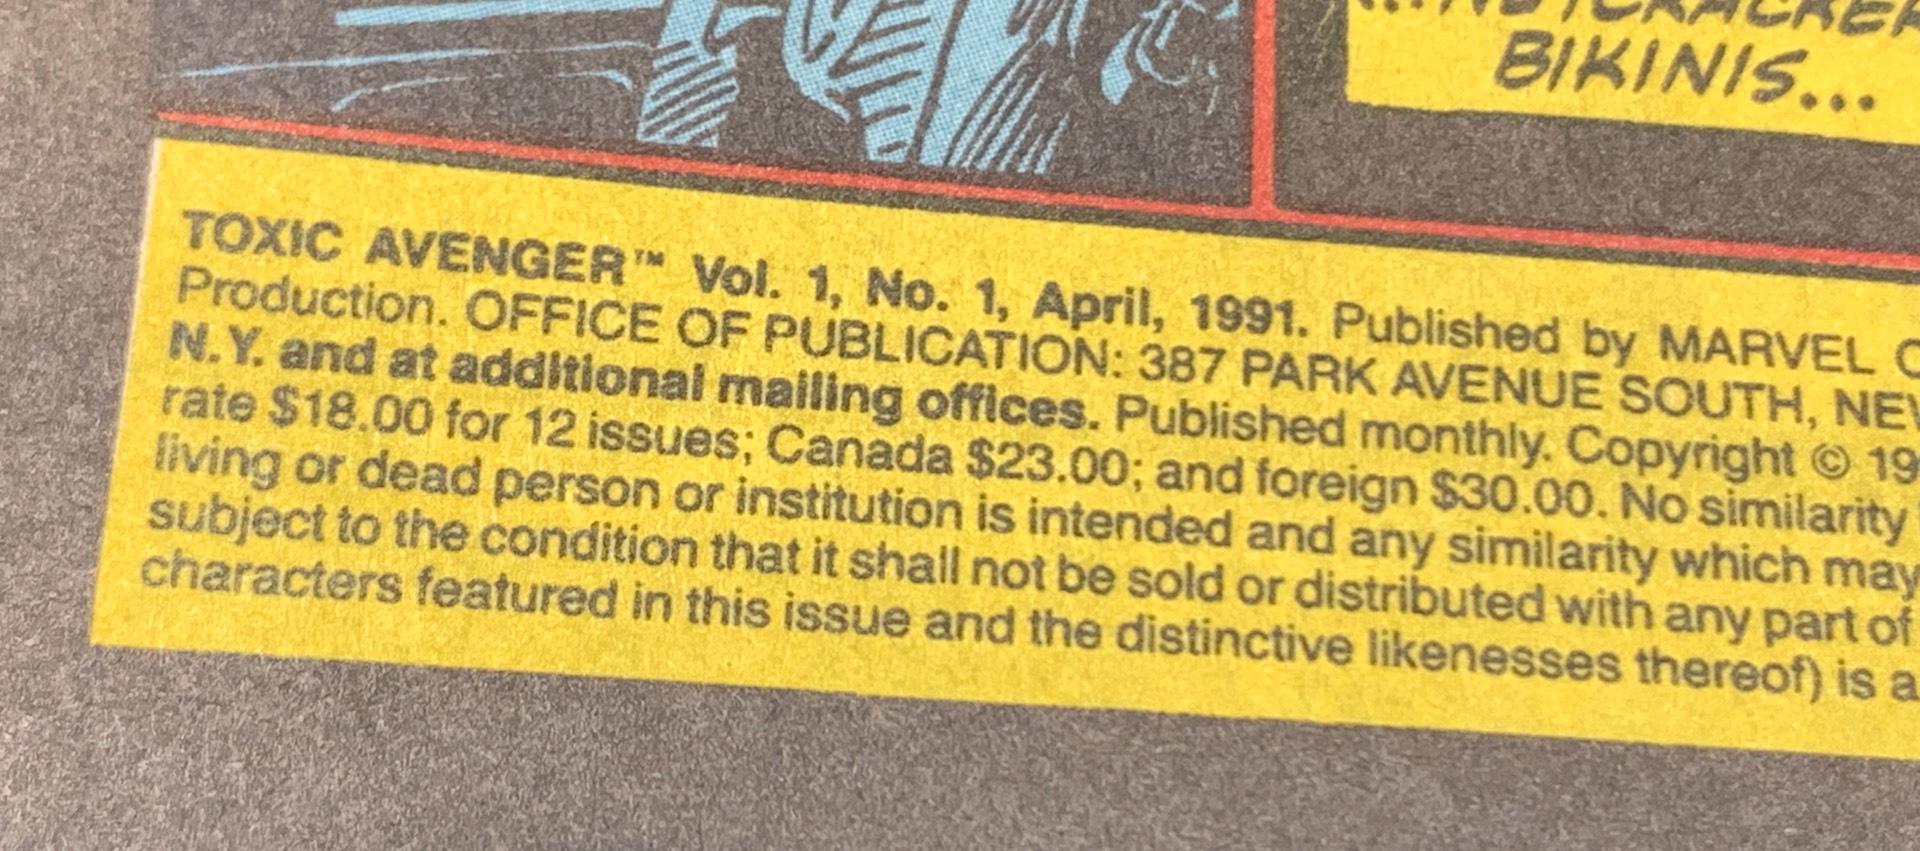 BIKINIS...
TOXIC AVENGER™ Vol. 1, No. 1, April, 1991. Published by MARVEL
Production. OFFICE OF PUBLICATION: 387 PARK AVENUE SOUTH,
N.Y. and at additional mailing offices. Published monthly. Copyright ©
rate $18.00 for 12 issues; Canada $23.00; and foreign $30.00. No similarity
living or dead person or institution is intended and any similarity which may
subject to the condition that it shall not be sold or distributed with any part of
characters featured in this issue and the distinctive likenesses thereof) is a